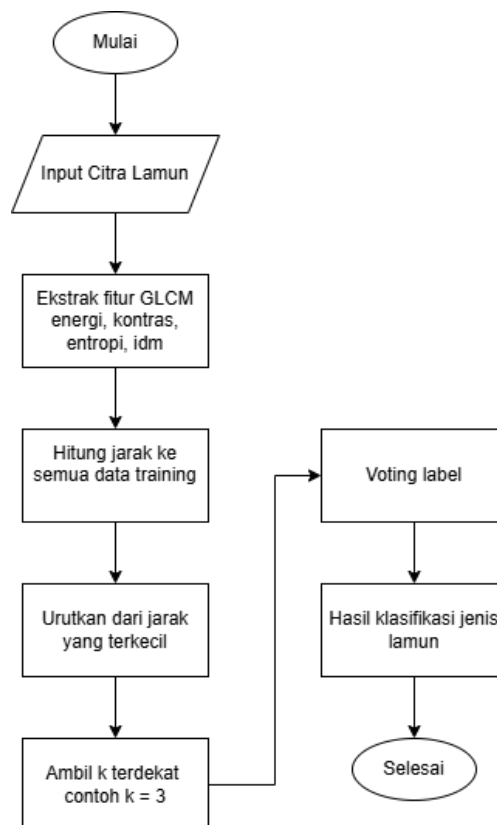 Mulai
Input Citra Lamun
Ekstrak fitur GLCM
energi, kontras,
entropi, idm
Hitung jarak ke
semua data training
Urutkan dari jarak
yang terkecil
Ambil k terdekat
contoh k = 3
Voting label
Hasil klasifikasi jenis
lamun
Selesai